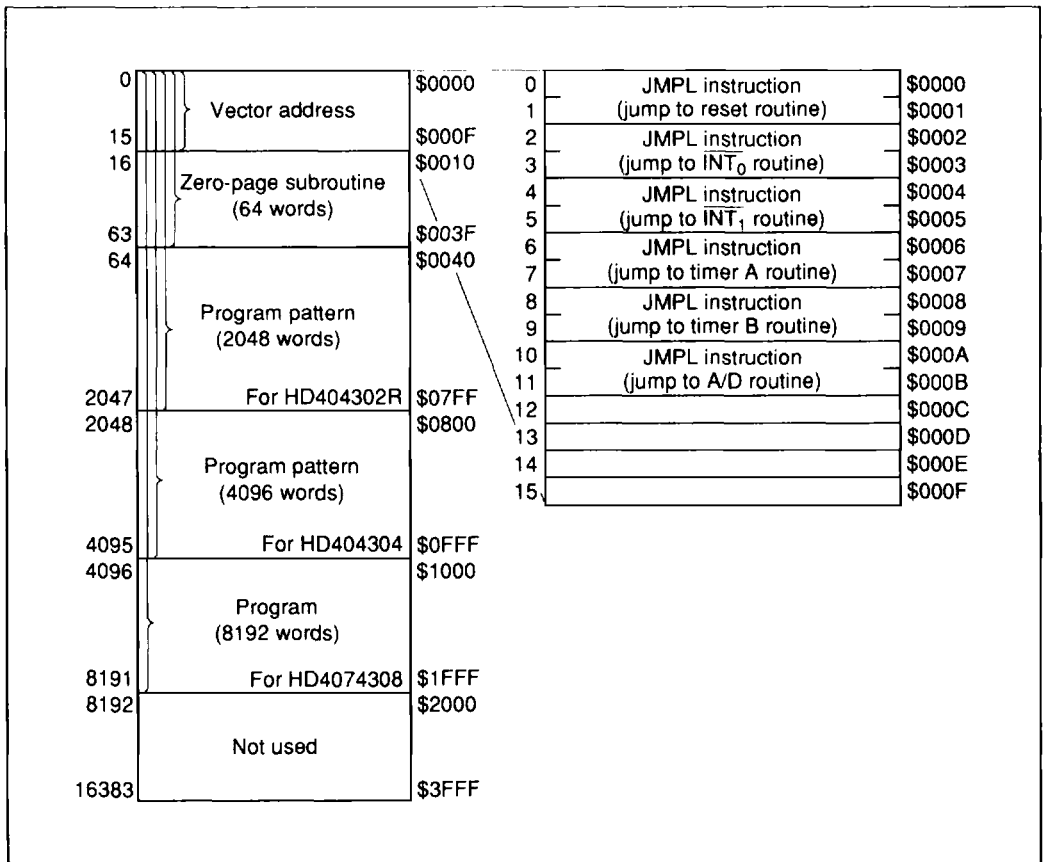 0 $0000
Vector address
15 $000F
16 $0010
Zero-page subroutine
(64 words)
63 $003F
64 $0040
Program pattern
(2048 words)
2047 For HD404302R $07FF
2048 $0800
Program pattern
(4096 words)
4095 For HD404304 $0FFF
4096 $1000
Program
(8192 words)
8191 For HD4074308 $1FFF
8192 $2000
Not used
16383 $3FFF
0 JMPL instruction $0000
1 (jump to reset routine) $0001
2 JMPL instruction $0002
3 (jump to I̅N̅T̅₀ routine) $0003
4 JMPL instruction $0004
5 (jump to I̅N̅T̅₁ routine) $0005
6 JMPL instruction $0006
7 (jump to timer A routine) $0007
8 JMPL instruction $0008
9 (jump to timer B routine) $0009
10 JMPL instruction $000A
11 (jump to A/D routine) $000B
12 $000C
13 $000D
14 $000E
15 $000F